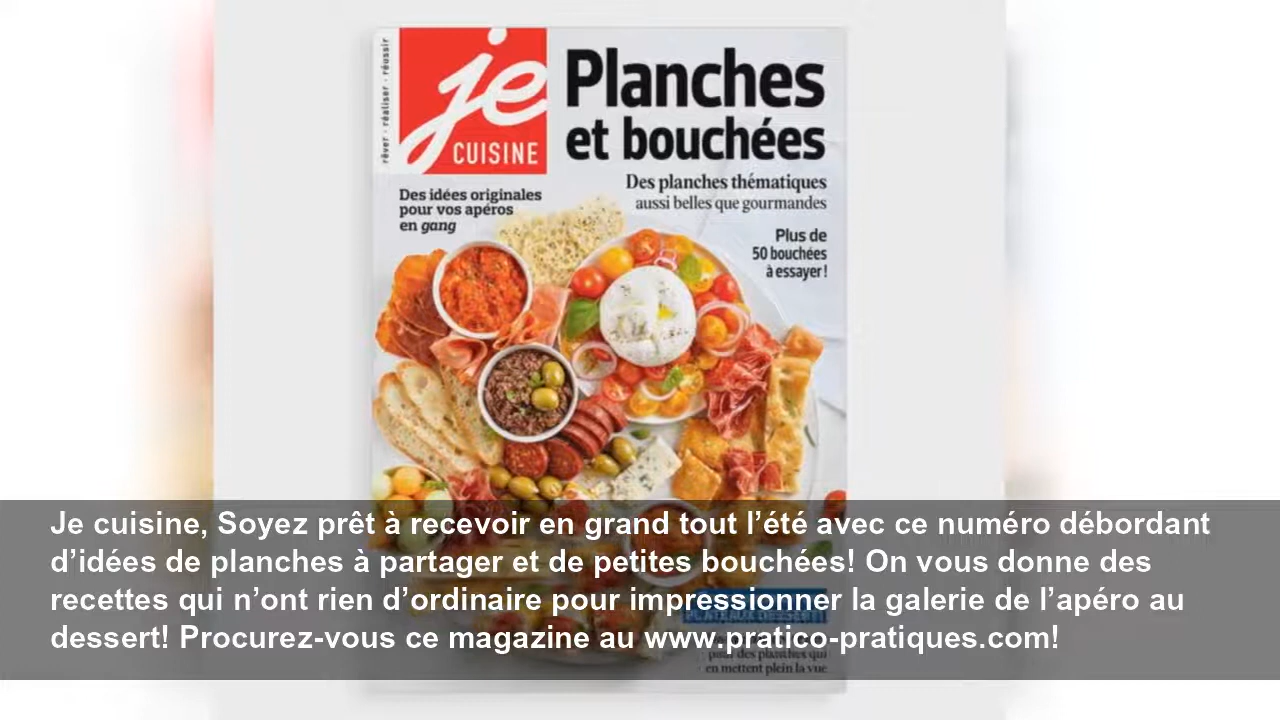 rêver · réaliser · réussir
je
CUISINE
Planches
et bouchées
Des planches thématiques
aussi belles que gourmandes
Des idées originales
pour vos apéros
en gang
Plus de
50 bouchées
à essayer !
Je cuisine, Soyez prêt à recevoir en grand tout l’été avec ce numéro débordant
d’idées de planches à partager et de petites bouchées! On vous donne des
recettes qui n’ont rien d’ordinaire pour impressionner la galerie de l’apéro au
dessert! Procurez-vous ce magazine au www.pratico-pratiques.com!
PLATEAUX DESSERT !
pour des planches qui
en mettent plein la vue